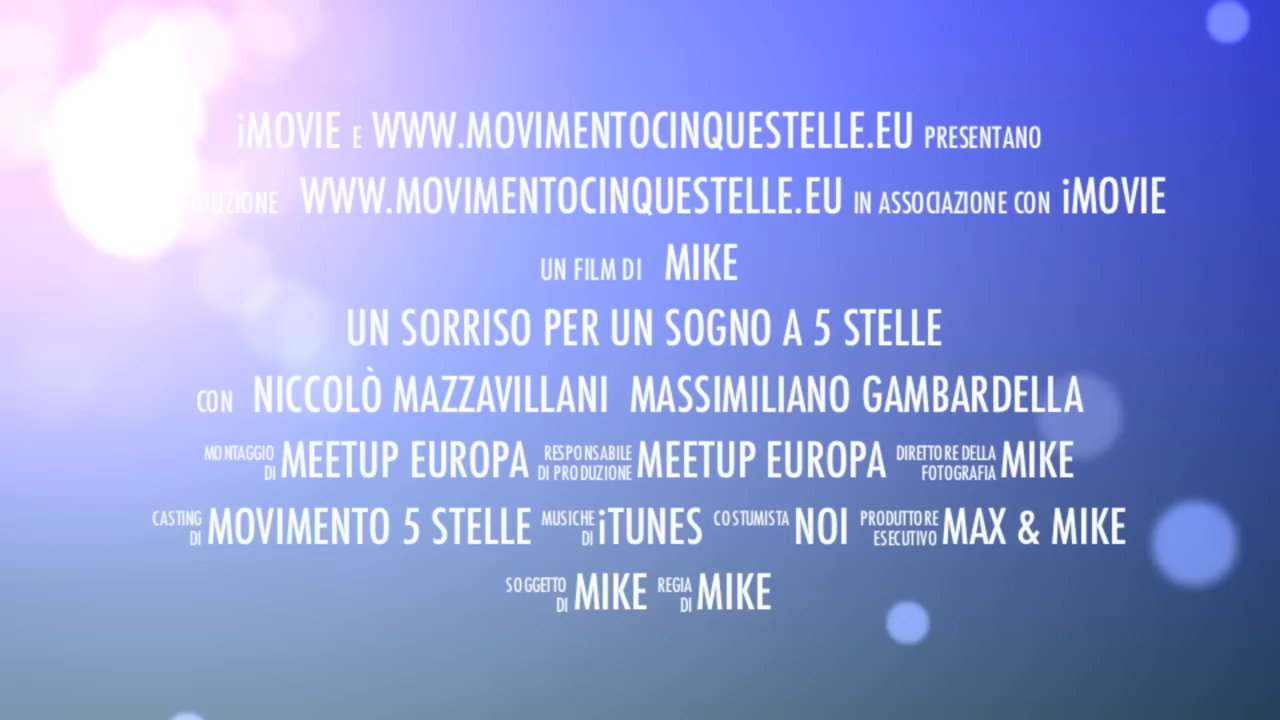 iMOVIE E WWW.MOVIMENTOCINQUESTELLE.EU PRESENTANO
WWW.MOVIMENTOCINQUESTELLE.EU IN ASSOCIAZIONE CON iMOVIE
UN FILM DI MIKE
UN SORRISO PER UN SOGNO A 5 STELLE
CON NICCOLÒ MAZZAVILLANI MASSIMILIANO GAMBARDELLA
MONTAGGIO DI MEETUP EUROPA RESPONSABILE DI PRODUZIONE MEETUP EUROPA DIRETTORE DELLA FOTOGRAFIA MIKE
CASTING DI MOVIMENTO 5 STELLE MUSICHE DI iTUNES COSTUMISTA NOI PRODUTTORE ESECUTIVO MAX & MIKE
SOGGETTO DI MIKE REGIA DI MIKE